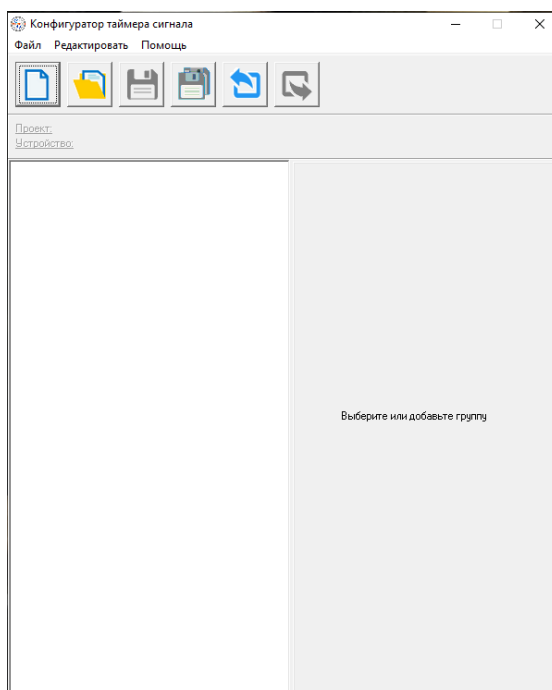 Конфигуратор таймера сигнала
Файл Редактировать Помощь
Проект:
Устройство:
Выберите или добавьте группу